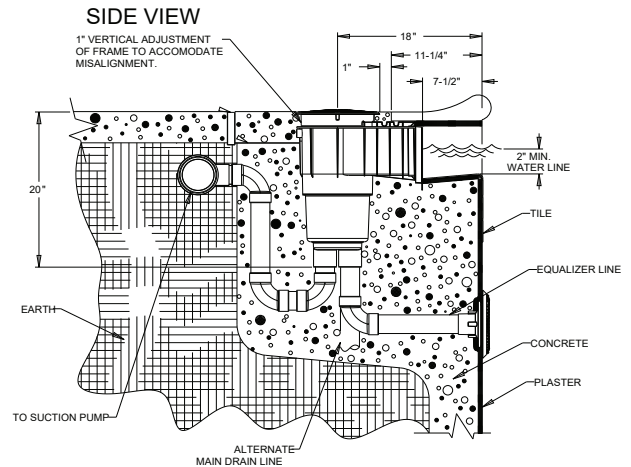 SIDE VIEW
1" VERTICAL ADJUSTMENT
OF FRAME TO ACCOMODATE
MISALIGNMENT.
18"
11-1/4"
1"
7-1/2"
20"
2" MIN.
WATER LINE
TILE
EQUALIZER LINE
EARTH
CONCRETE
PLASTER
TO SUCTION PUMP
ALTERNATE
MAIN DRAIN LINE